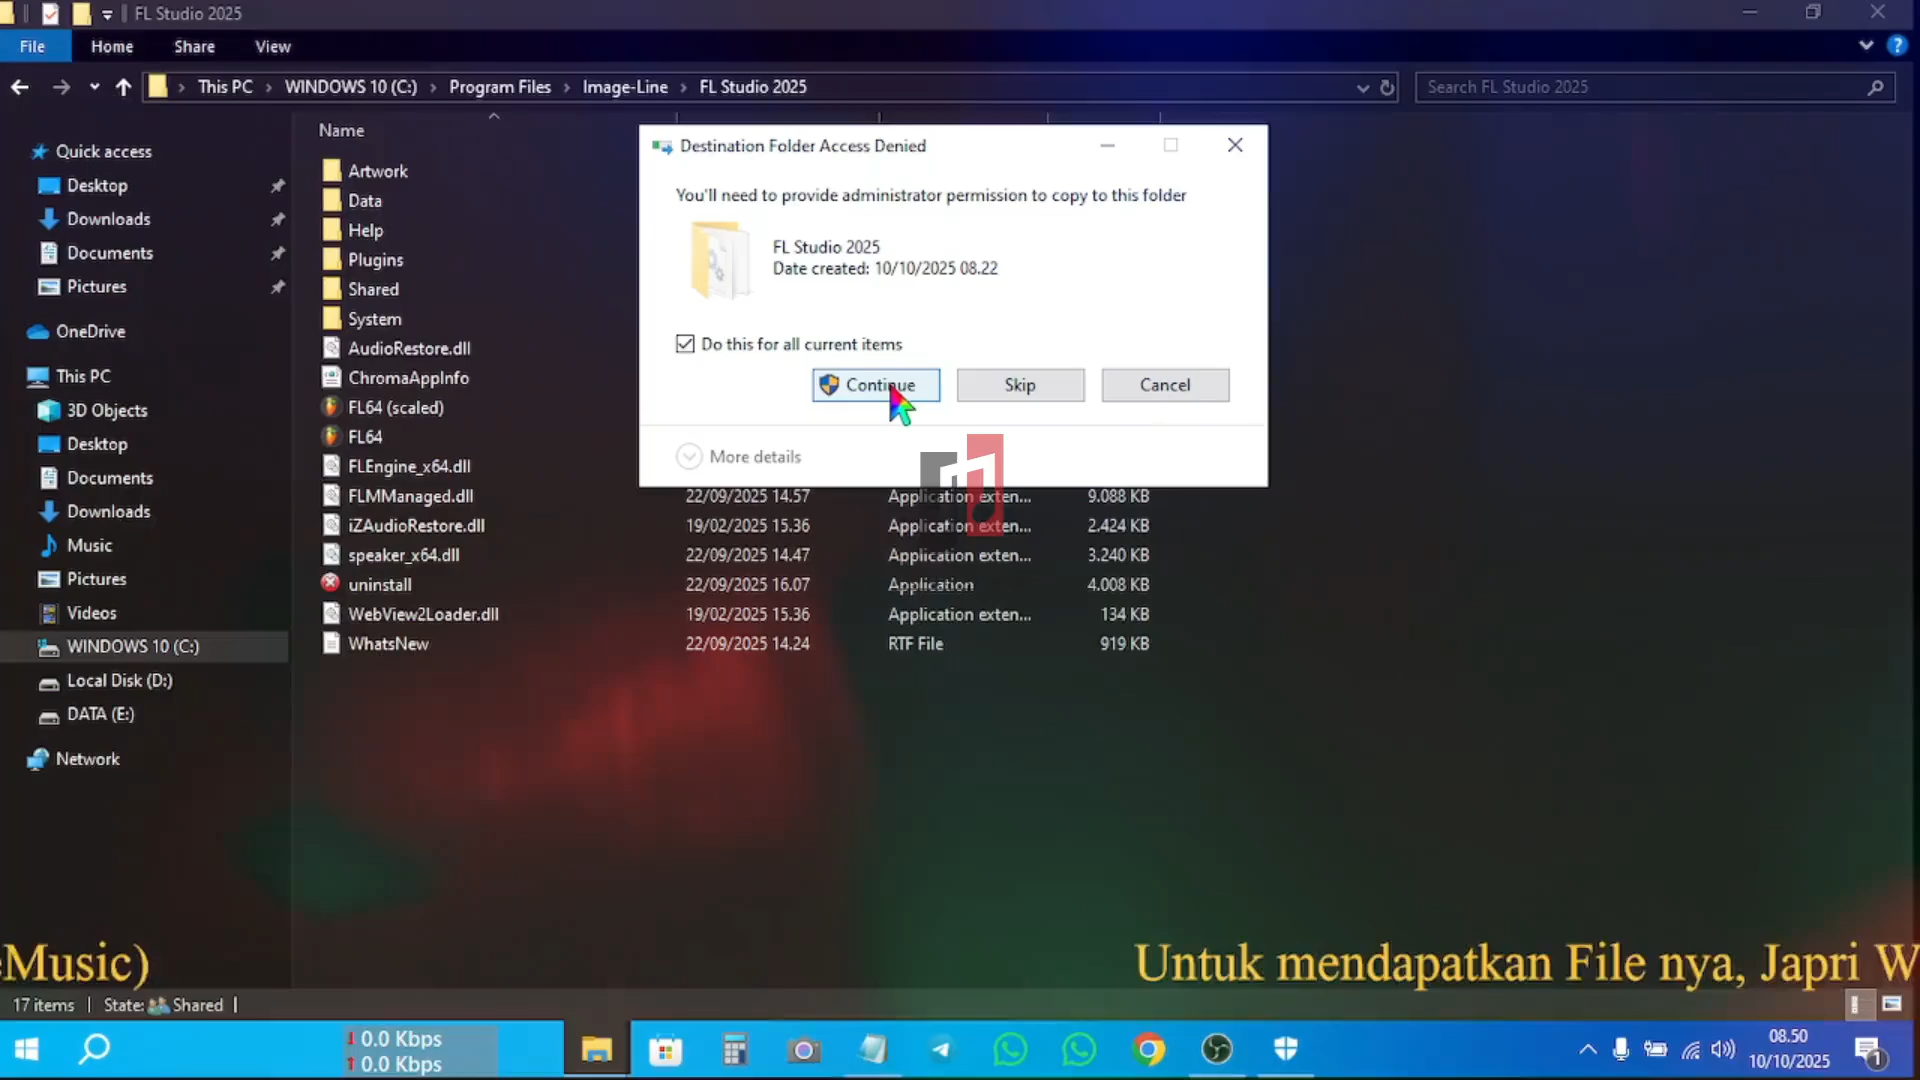 FL Studio 2025
File Home Share View
This PC > WINDOWS 10 (C:) > Program Files > Image-Line > FL Studio 2025
Search FL Studio 2025
Quick access
Desktop
Downloads
Documents
Pictures
OneDrive
This PC
3D Objects
Desktop
Documents
Downloads
Music
Pictures
Videos
WINDOWS 10 (C:)
Local Disk (D:)
DATA (E:)
Network
Name
Artwork
Data
Help
Plugins
Shared
System
AudioRestore.dll
ChromaAppInfo
FL64 (scaled)
FL64
FLEngine_x64.dll
FLMManaged.dll 22/09/2025 14.57 Application exten... 9.088 KB
iZAudioRestore.dll 19/02/2025 15.36 Application exten... 2.424 KB
speaker_x64.dll 22/09/2025 14.47 Application exten... 3.240 KB
uninstall 22/09/2025 16.07 Application 4.008 KB
WebView2Loader.dll 19/02/2025 15.36 Application exten... 134 KB
WhatsNew 22/09/2025 14.24 RTF File 919 KB
Destination Folder Access Denied
You'll need to provide administrator permission to copy to this folder
FL Studio 2025
Date created: 10/10/2025 08.22
Do this for all current items
Continue Skip Cancel
More details
Music) Untuk mendapatkan File nya, Japri W
17 items State: Shared
0.0 Kbps
0.0 Kbps
08.50
10/10/2025
1